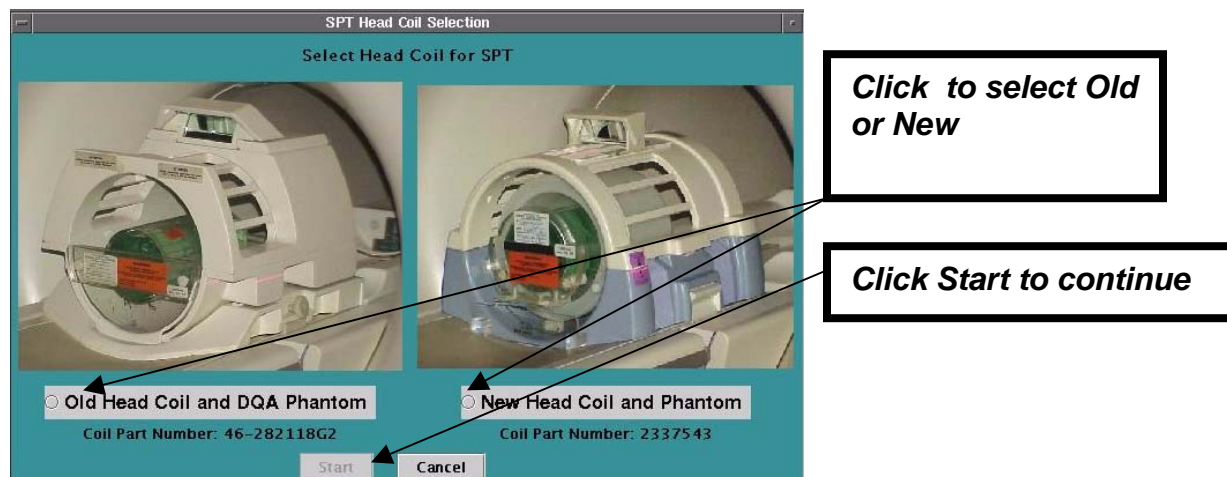 SPT Head Coil Selection
Select Head Coil for SPT
Click to select Old
or New
Click Start to continue
Old Head Coil and DQA Phantom
New Head Coil and Phantom
Coil Part Number: 46-282118G2
Coil Part Number: 2337543
Start
Cancel